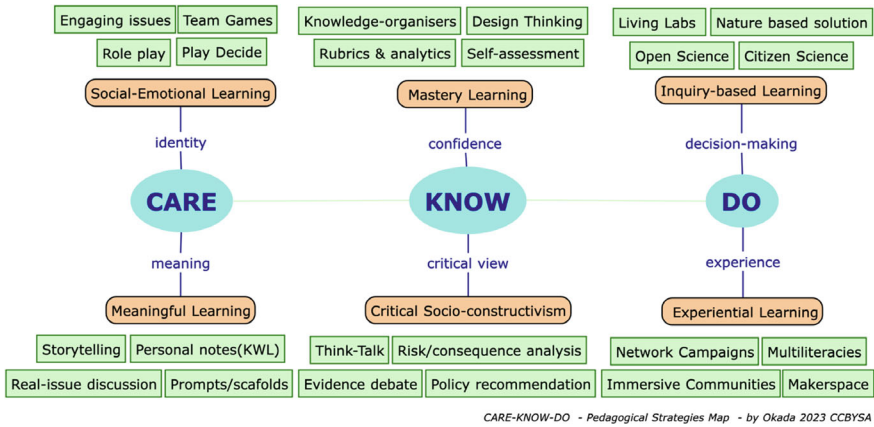 Engaging issues Team Games Knowledge-organisers Design Thinking Living Labs Nature based solution
Role play Play Decide Rubrics & analytics Self-assessment Open Science Citizen Science
Social-Emotional Learning Mastery Learning Inquiry-based Learning
identity confidence decision-making
CARE KNOW DO
meaning critical view experience
Meaningful Learning Critical Socio-constructivism Experiential Learning
Storytelling Personal notes(KWL) Think-Talk Risk/consequence analysis Network Campaigns Multiliteracies
Real-issue discussion Prompts/scafolds Evidence debate Policy recommendation Immersive Communities Makerspace
CARE-KNOW-DO - Pedagogical Strategies Map - by Okada 2023 CCBYSA